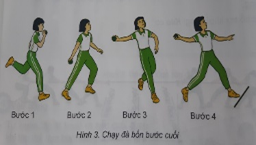 Bước 1 Bước 2 Bước 3 Bước 4
Hình 3. Chạy đà bốn bước cuối